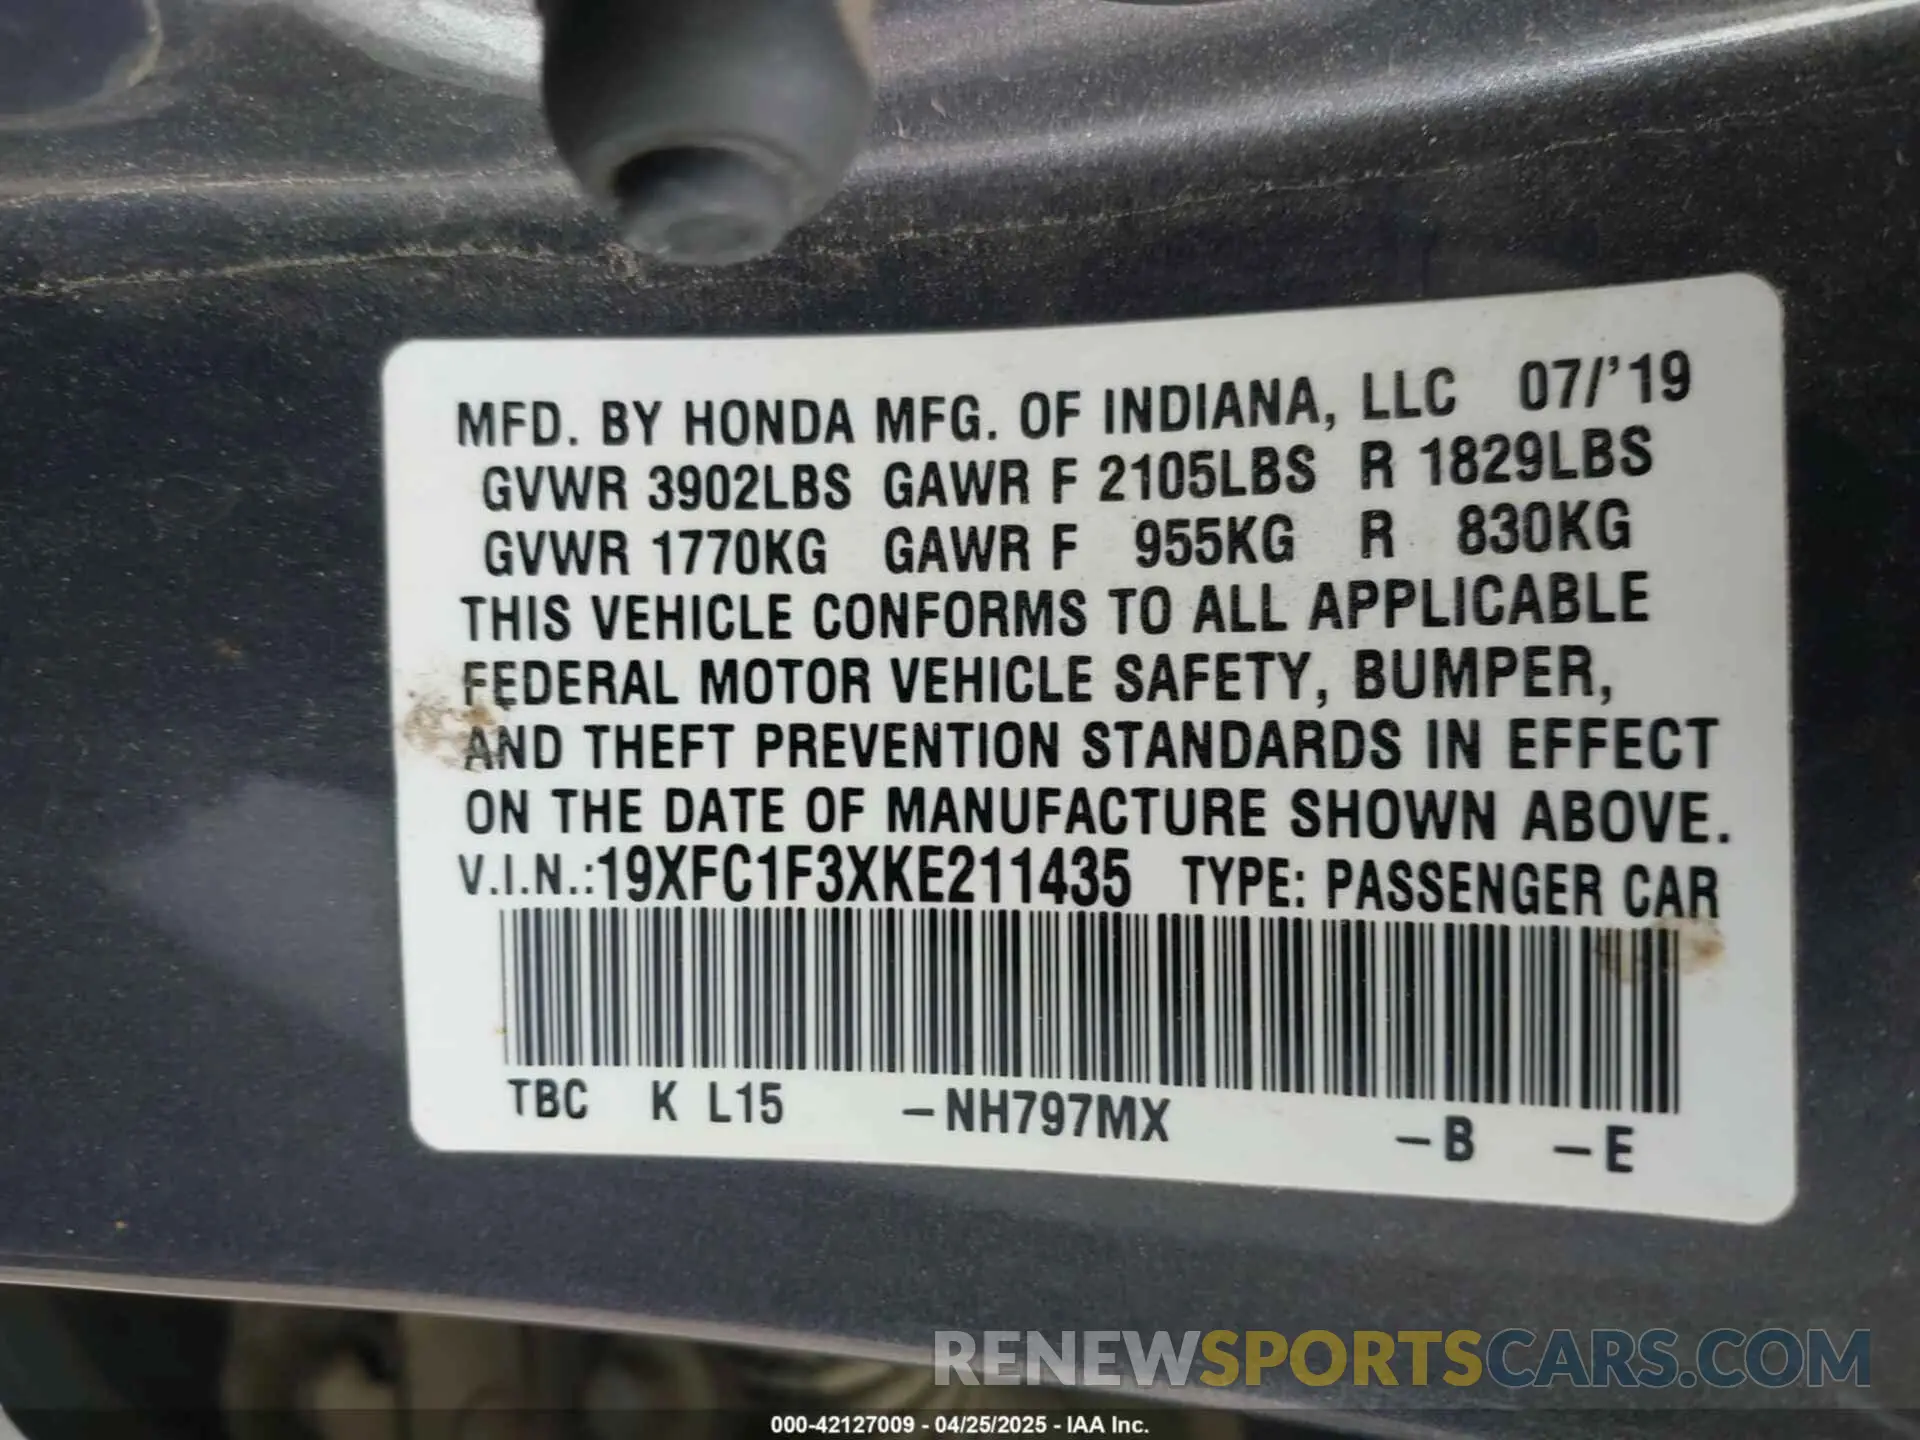 MFD. BY HONDA MFG. OF INDIANA, LLC 07/'19
GVWR 3902LBS GAWR F 2105LBS R 1829LBS
GVWR 1770KG GAWR F 955KG R 830KG
THIS VEHICLE CONFORMS TO ALL APPLICABLE
FEDERAL MOTOR VEHICLE SAFETY, BUMPER,
AND THEFT PREVENTION STANDARDS IN EFFECT
ON THE DATE OF MANUFACTURE SHOWN ABOVE.
V.I.N.:19XFC1F3XKE211435 TYPE: PASSENGER CAR
TBC K L15 -NH797MX -B -E
RENEWSPORTSCARS.COM
000-42127009 - 04/25/2025 - IAA Inc.